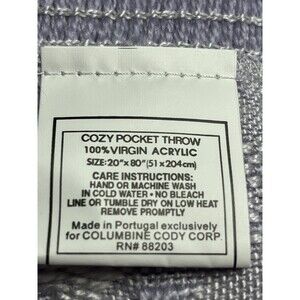 COZY POCKET THROW
100% VIRGIN ACRYLIC
SIZE: 20" x 80" (51 x 204 cm)
CARE INSTRUCTIONS:
HAND OR MACHINE WASH
IN COLD WATER • NO BLEACH
LINE OR TUMBLE DRY ON LOW HEAT
REMOVE PROMPTLY
Made in Portugal exclusively
for COLUMBINE CODY CORP.
RN# 88203